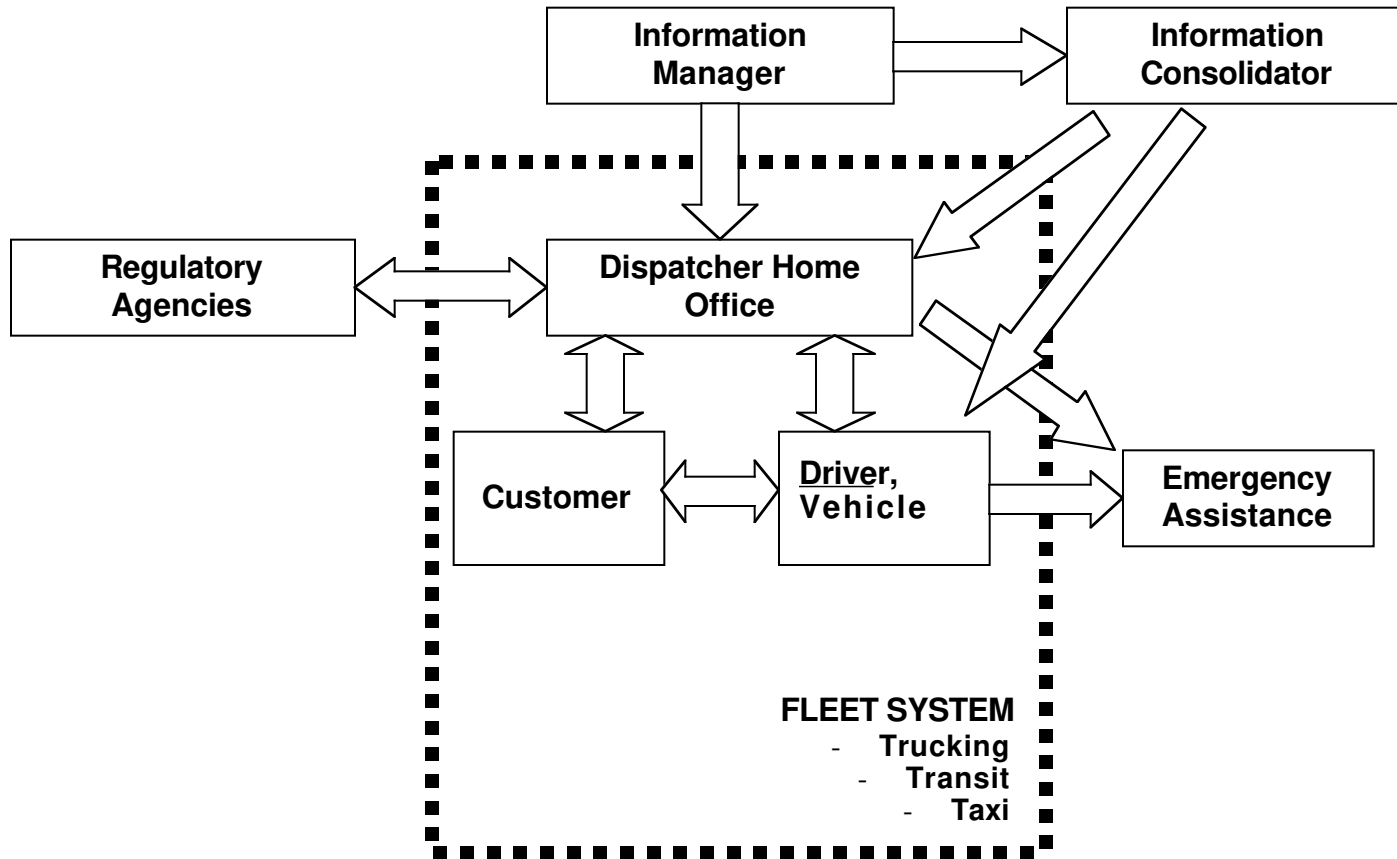 Information
Manager
Information
Consolidator
Regulatory
Agencies
Dispatcher Home
Office
Customer
Driver,
Vehicle
Emergency
Assistance
FLEET SYSTEM
- Trucking
- Transit
- Taxi